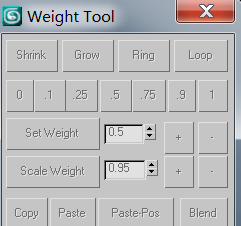 Weight Tool
Shrink Grow Ring Loop
0 .1 .25 .5 .75 .9 1
Set Weight 0.5 + -
Scale Weight 0.95 + -
Copy Paste Paste-Pos Blend